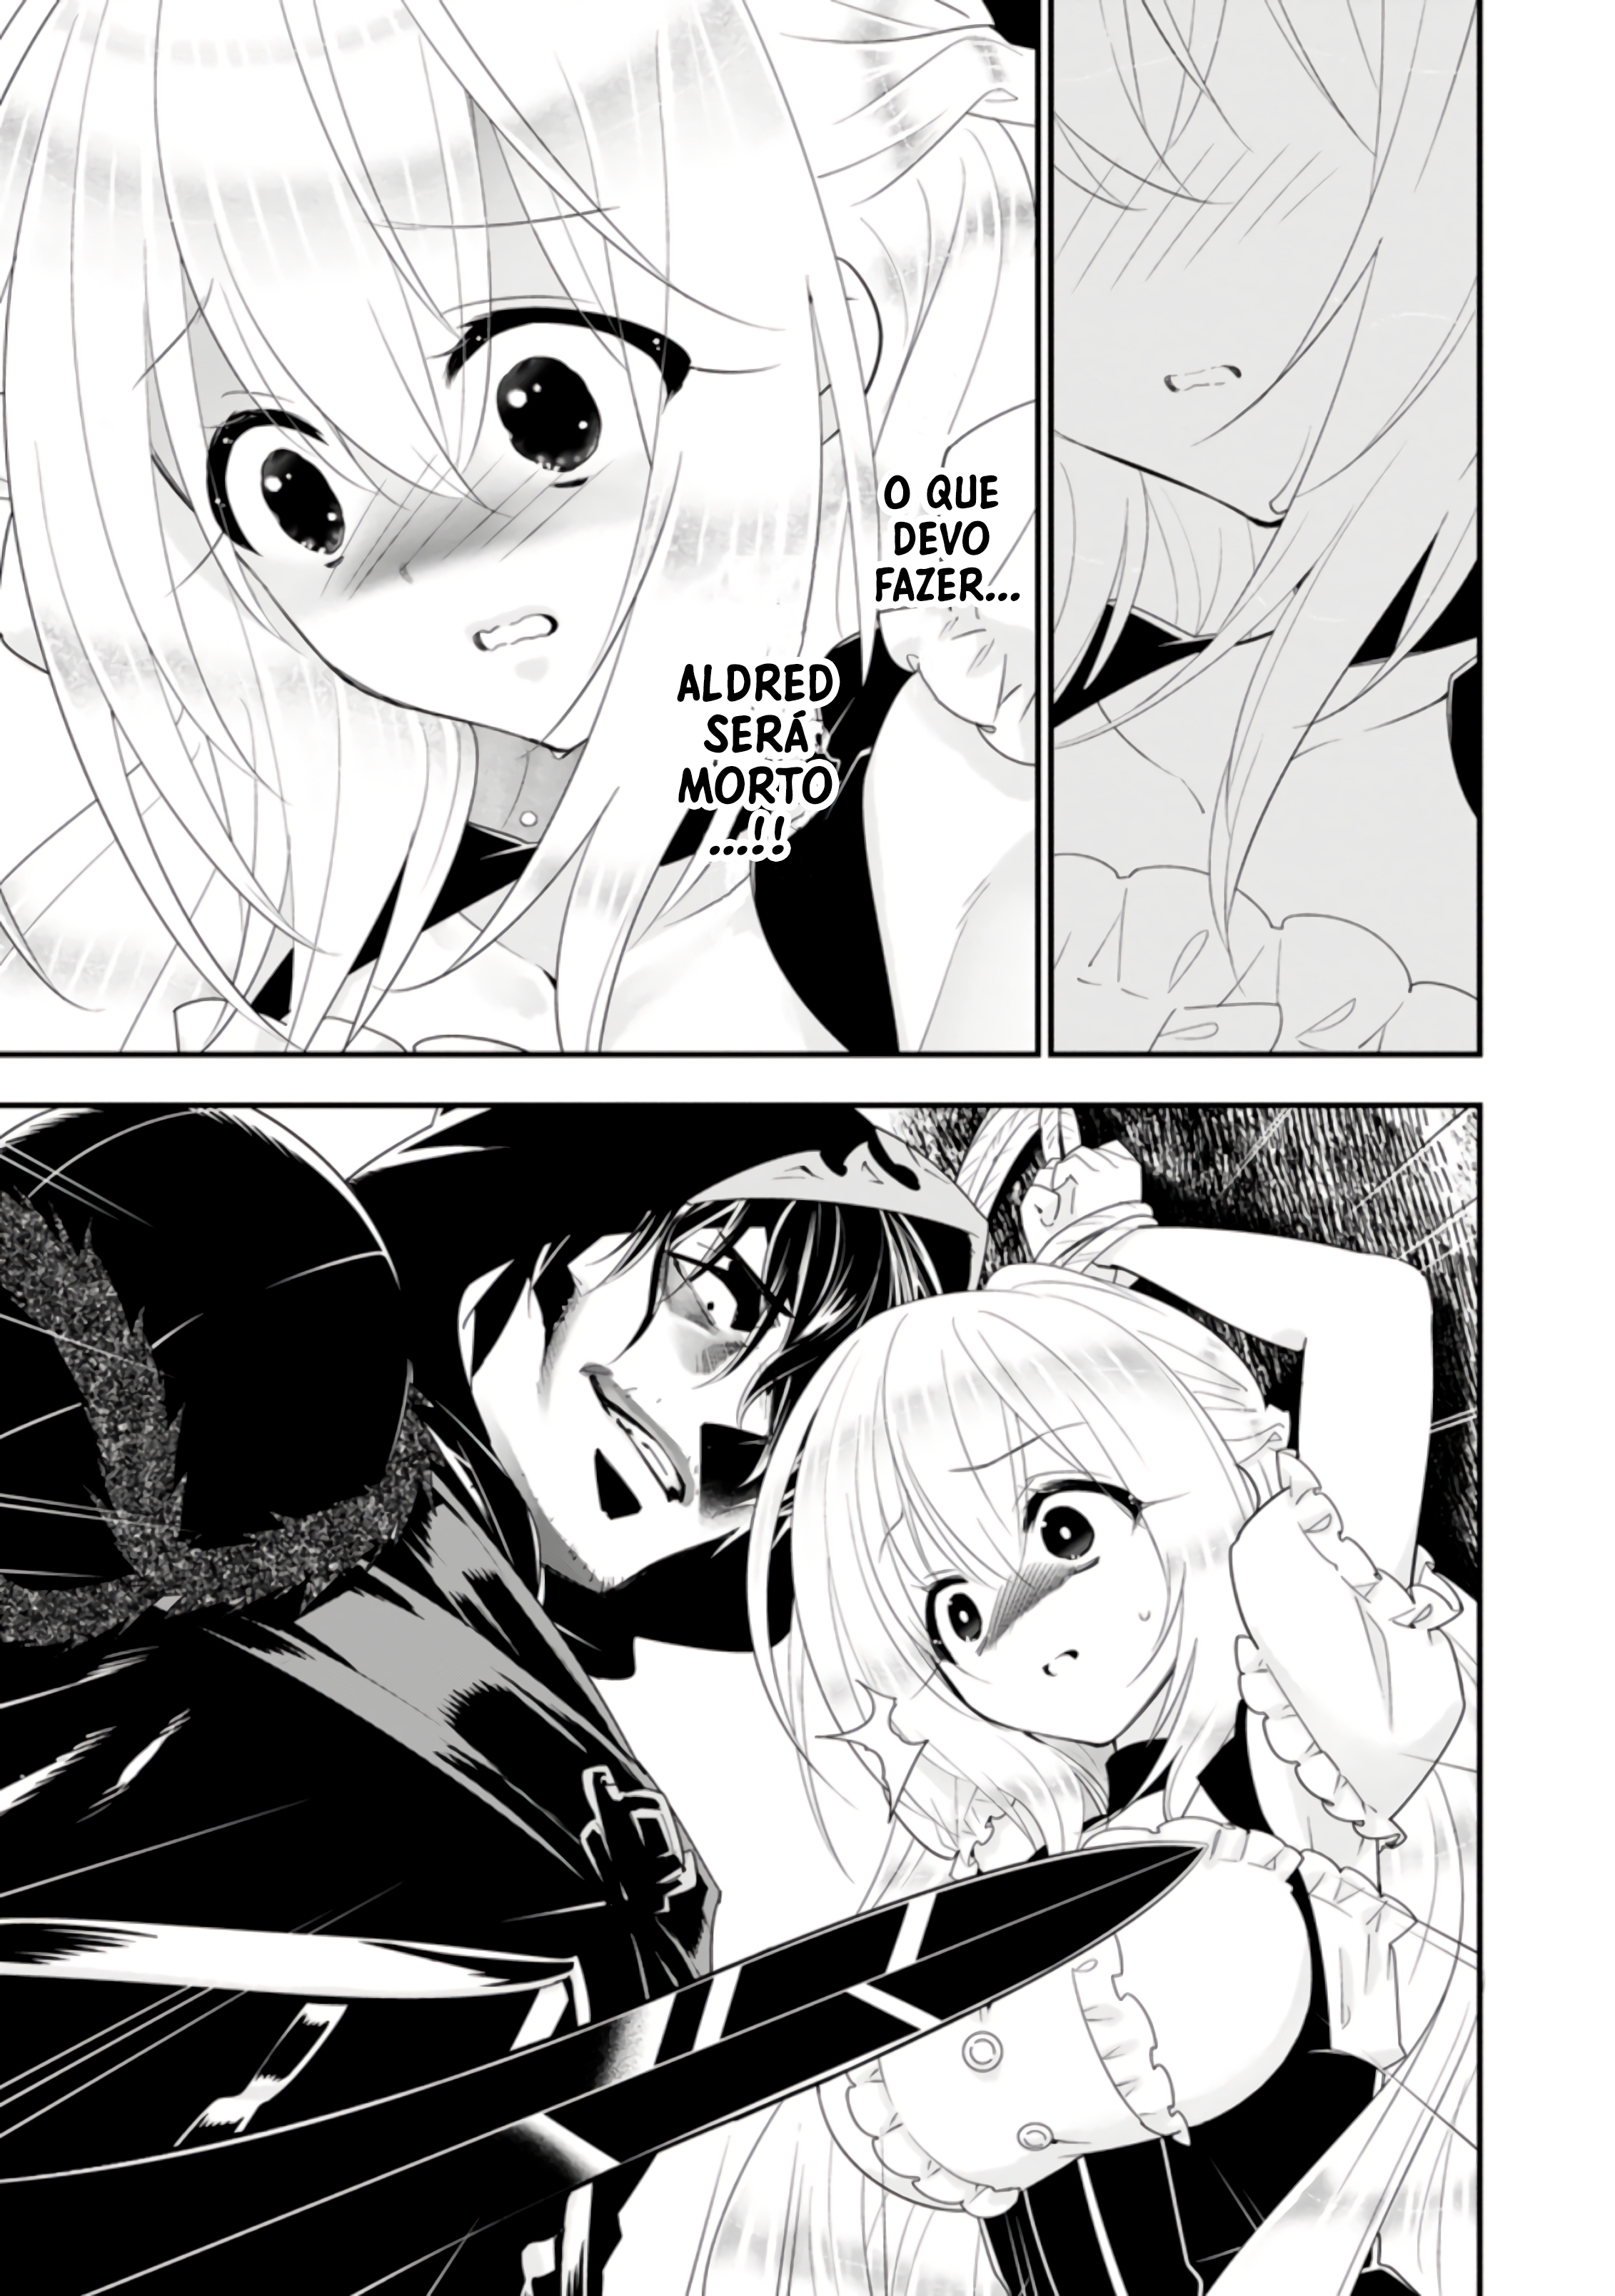 O QUE
DEVO
FAZER...
ALDRED
SERÁ
MORTO
...!!